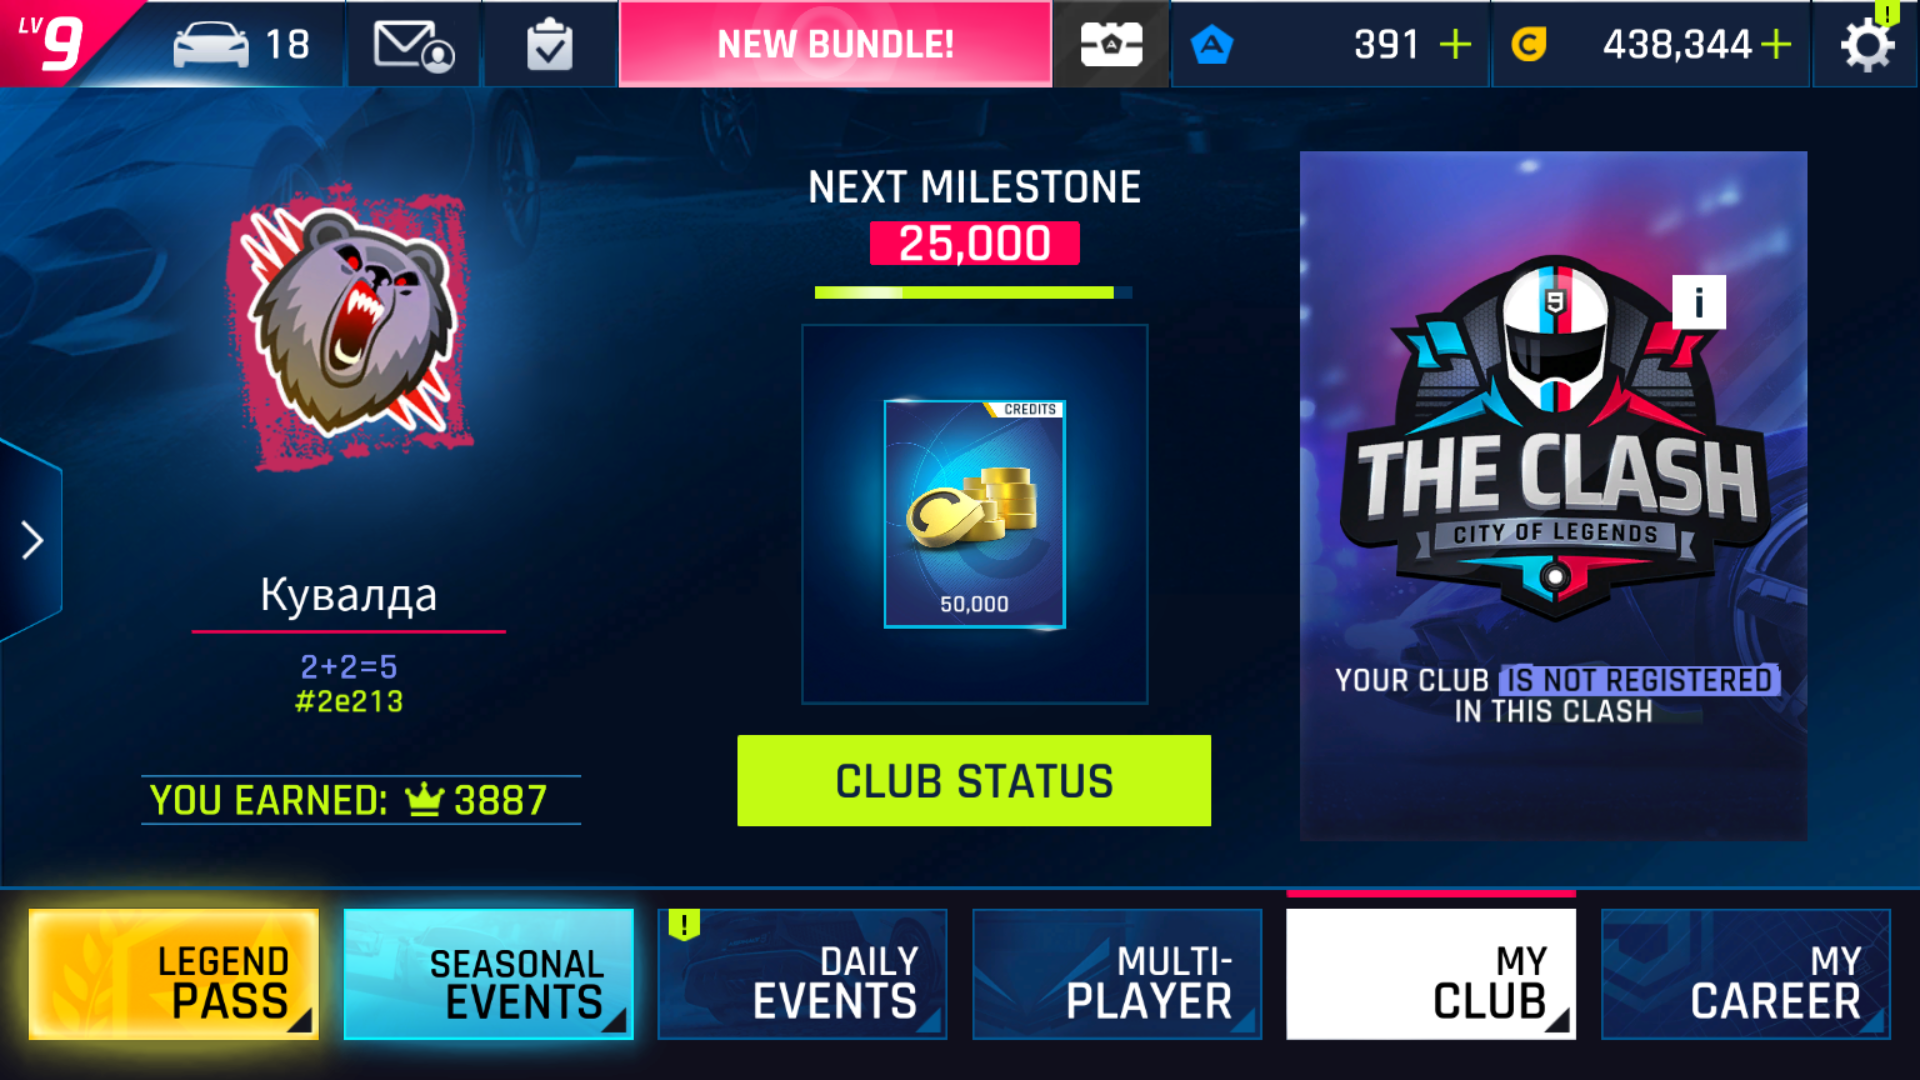 LV 9
18
NEW BUNDLE!
391
438,344
NEXT MILESTONE
25,000
CREDITS
50,000
CLUB STATUS
Кувалда
2+2=5
#2e213
YOU EARNED: 3887
i
THE CLASH
CITY OF LEGENDS
YOUR CLUB IS NOT REGISTERED
IN THIS CLASH
LEGEND
PASS
SEASONAL
EVENTS
!
DAILY
EVENTS
MULTI-
PLAYER
MY
CLUB
MY
CAREER